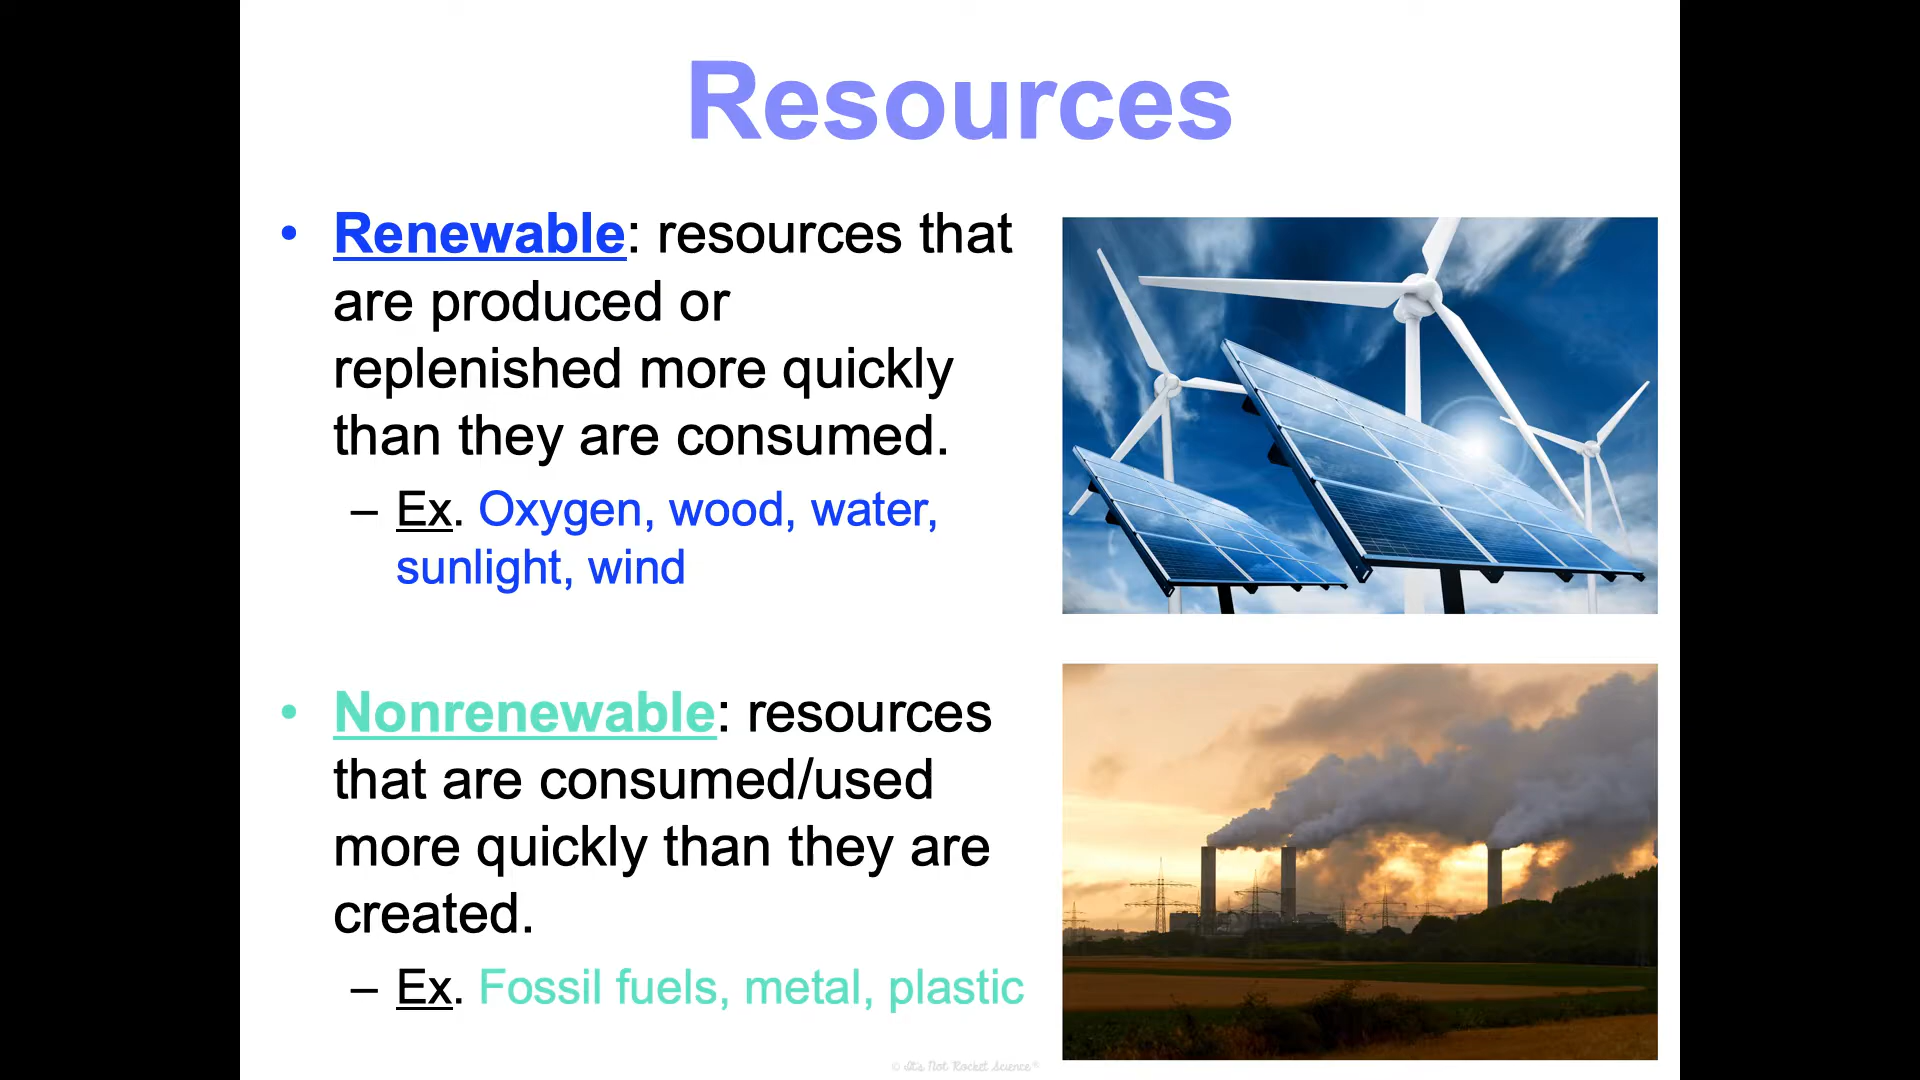 Resources
• Renewable: resources that
are produced or
replenished more quickly
than they are consumed.
– Ex. Oxygen, wood, water,
sunlight, wind
• Nonrenewable: resources
that are consumed/used
more quickly than they are
created.
– Ex. Fossil fuels, metal, plastic
© It's Not Rocket Science®